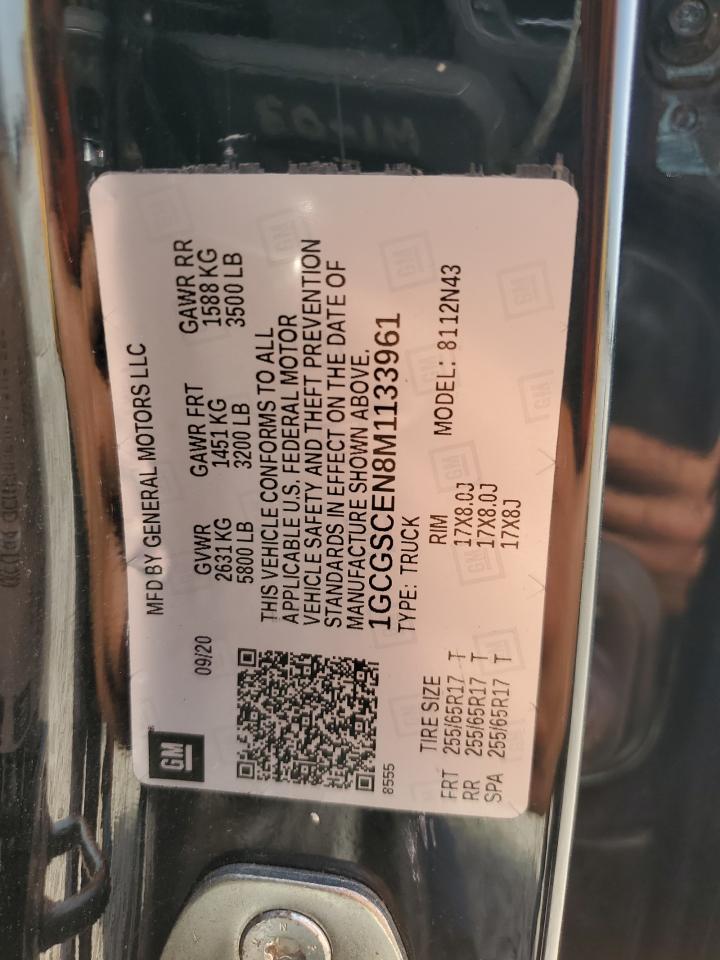 GM
MFD BY GENERAL MOTORS LLC
09/20
GVWR
2631 KG
5800 LB
GAWR FRT
1451 KG
3200 LB
GAWR RR
1588 KG
3500 LB
THIS VEHICLE CONFORMS TO ALL
APPLICABLE U.S. FEDERAL MOTOR
VEHICLE SAFETY AND THEFT PREVENTION
STANDARDS IN EFFECT ON THE DATE OF
MANUFACTURE SHOWN ABOVE.
1GCGSCEN8M1133961
8555
TYPE: TRUCK
MODEL: 8112N43
TIRE SIZE
RIM
FRT 255/65R17 T 17X8.0J
RR 255/65R17 T 17X8.0J
SPA 255/65R17 T 17X8J